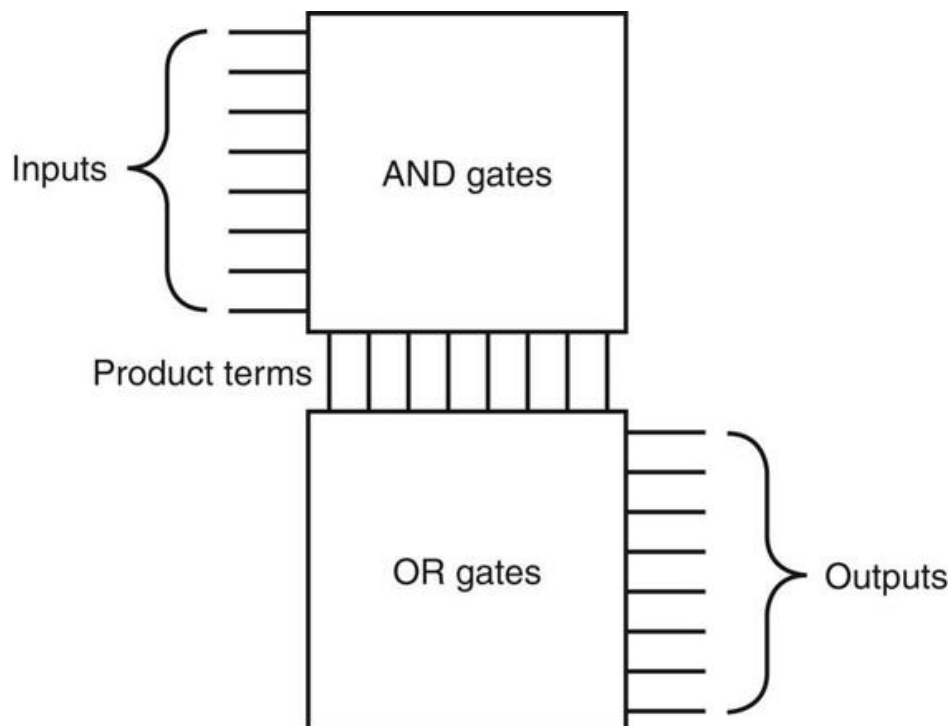 Inputs
AND gates
Product terms
OR gates
Outputs